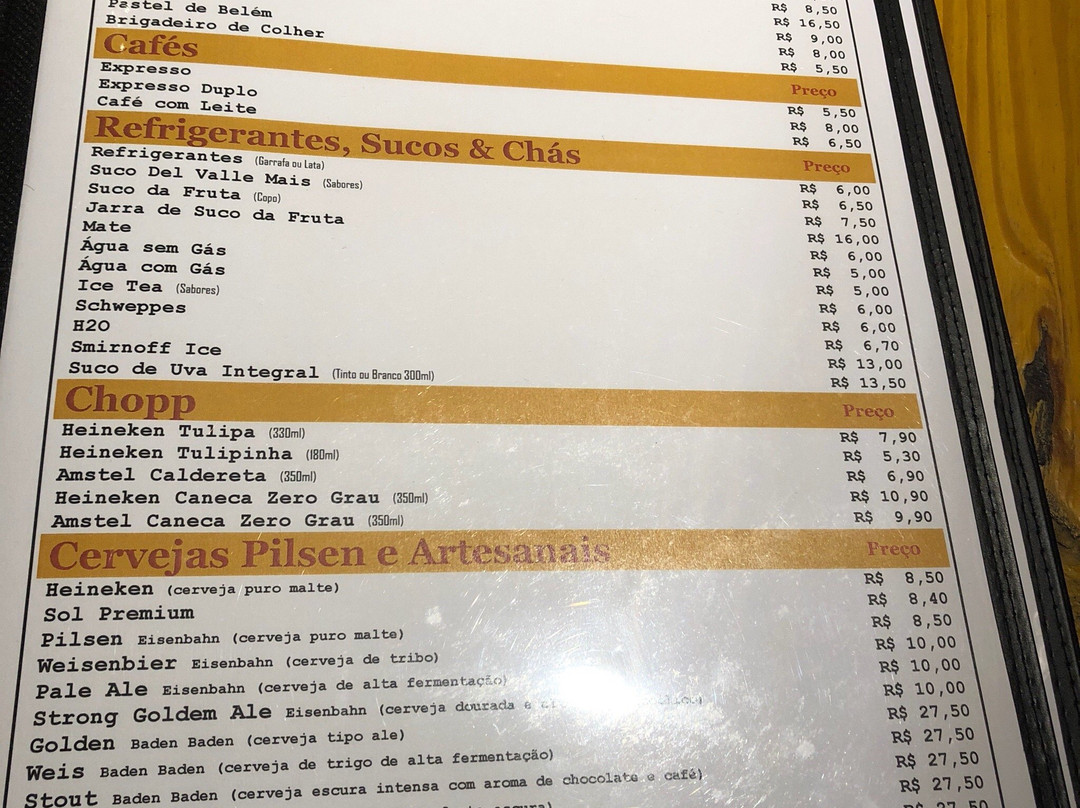 Pastel de Belém R$ 8,50
Brigadeiro de Colher R$ 16,50
R$ 9,00
R$ 8,00
R$ 5,50
Cafés Preço
Expresso R$ 5,50
Expresso Duplo R$ 8,00
Café com Leite R$ 6,50
Refrigerantes, Sucos & Chás Preço
Refrigerantes (Garrafa ou Lata) R$ 6,00
Suco Del Valle Mais (Sabores) R$ 6,50
Suco da Fruta (Copo) R$ 7,50
Jarra de Suco da Fruta R$ 16,00
Mate R$ 6,00
Água sem Gás R$ 5,00
Água com Gás R$ 5,00
Ice Tea (Sabores) R$ 6,00
Schweppes R$ 6,00
H2O R$ 6,70
Smirnoff Ice R$ 13,00
Suco de Uva Integral (Tinto ou Branco 300ml) R$ 13,50
Chopp Preço
Heineken Tulipa (330ml) R$ 7,90
Heineken Tulipinha (180ml) R$ 5,30
Amstel Caldereta (350ml) R$ 6,90
Heineken Caneca Zero Grau (350ml) R$ 10,90
Amstel Caneca Zero Grau (350ml) R$ 9,90
Cervejas Pilsen e Artesanais Preço
Heineken (cerveja puro malte) R$ 8,50
Sol Premium R$ 8,40
Pilsen Eisenbahn (cerveja puro malte) R$ 8,50
Weisenbier Eisenbahn (cerveja de tribo) R$ 10,00
Pale Ale Eisenbahn (cerveja de alta fermentação) R$ 10,00
Strong Goldem Ale Eisenbahn (cerveja dourada e R$ 10,00
Golden Baden Baden (cerveja tipo ale) R$ 27,50
Weis Baden Baden (cerveja de trigo de alta fermentação) R$ 27,50
Stout Baden Baden (cerveja escura intensa com aroma de chocolate e café) R$ 27,50
R$ 27,50
escura) R$ 27,50